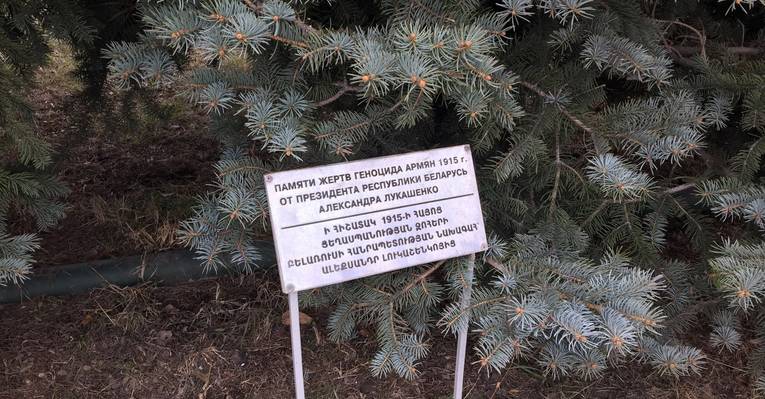 ПАМЯТИ ЖЕРТВ ГЕНОЦИДА АРМЯН 1915 г.
ОТ ПРЕЗИДЕНТА РЕСПУБЛИКИ БЕЛАРУСЬ
АЛЕКСАНДРА ЛУКАШЕНКО
Ի ՀԻՇԱՏԱԿ 1915-Ի ՀԱՅՈՑ
ՑԵՂԱՍՊԱՆՈՒԹՅԱՆ ԶՈՀԵՐԻ
ԲԵԼԱՌՈՒՍԻ ՀԱՆՐԱՊԵՏՈՒԹՅԱՆ ՆԱԽԱԳԱՀ
ԱԼԵՔՍԱՆԴՐ ԼՈՒԿԱՇԵՆԿՈՅԻՑ